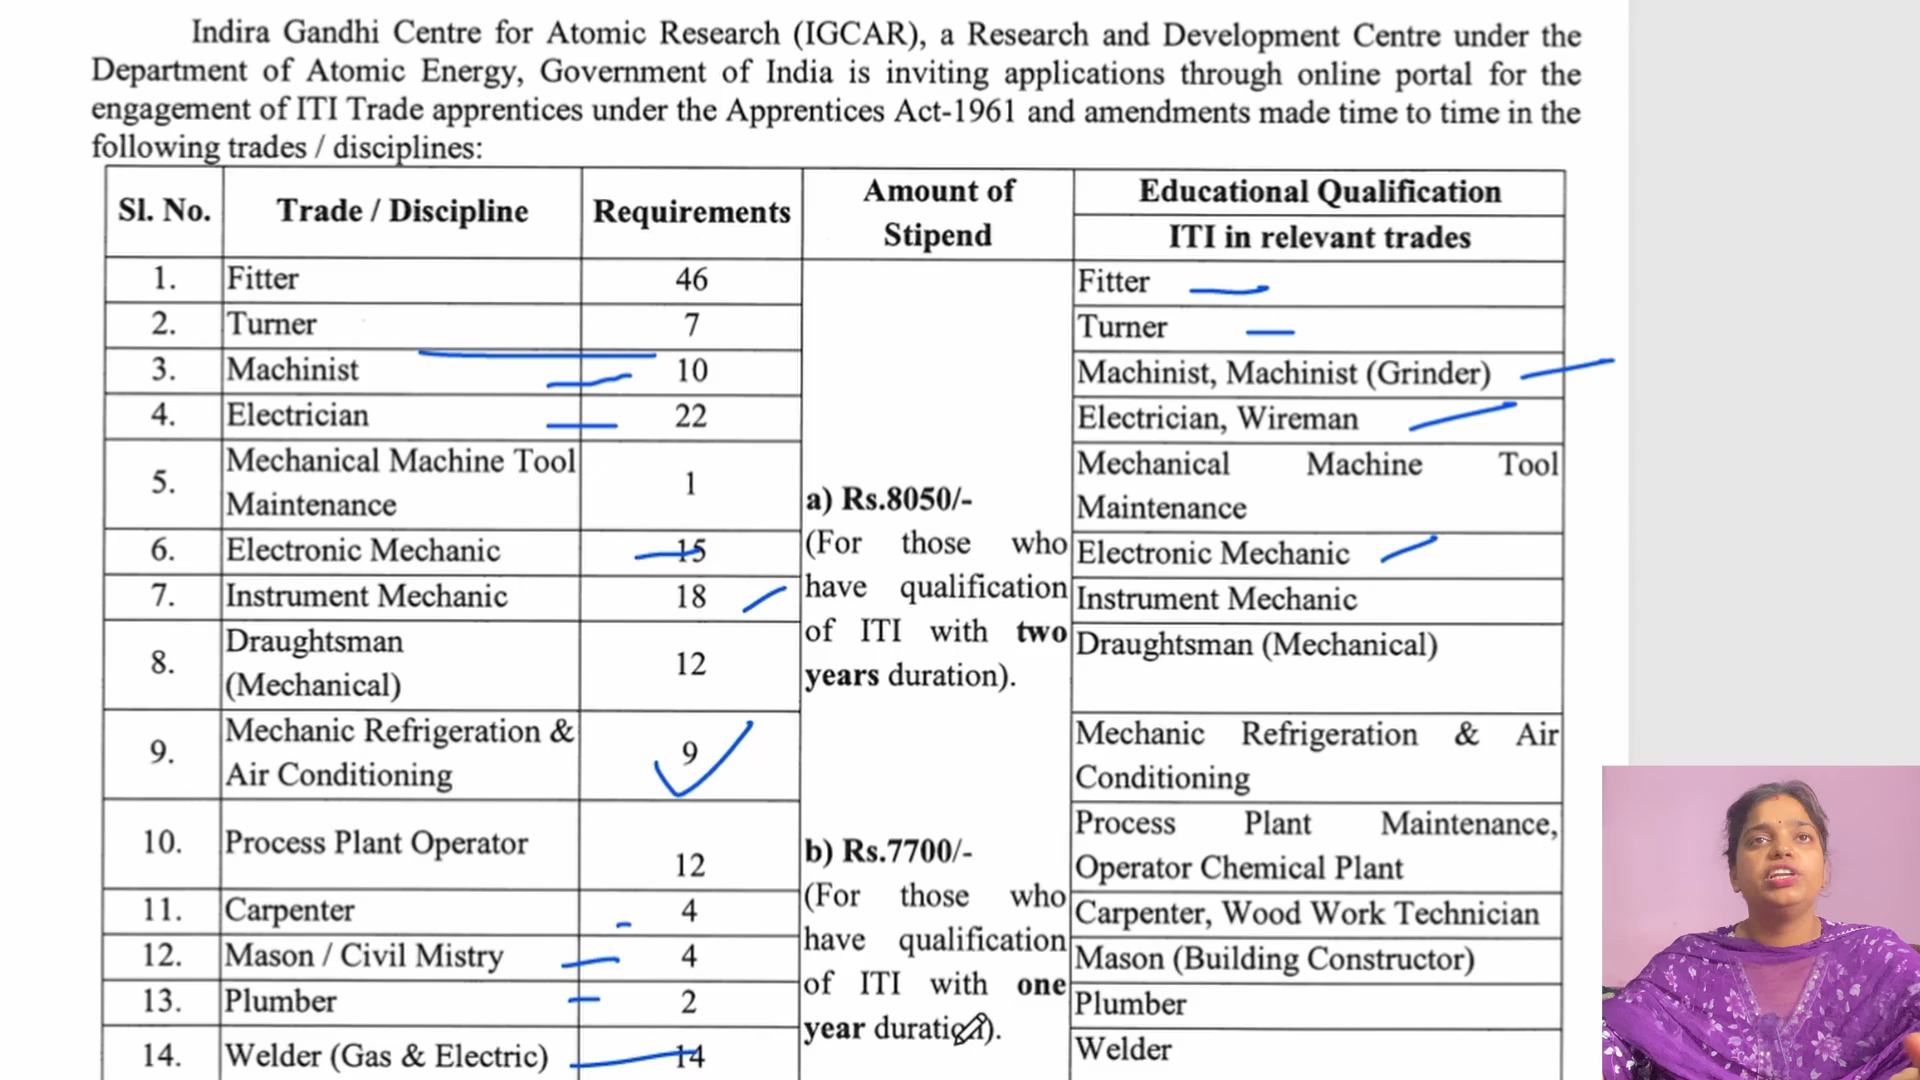 Indira Gandhi Centre for Atomic Research (IGCAR), a Research and Development Centre under the
Department of Atomic Energy, Government of India is inviting applications through online portal for the
engagement of ITI Trade apprentices under the Apprentices Act-1961 and amendments made time to time in the
following trades / disciplines:
Sl. No. Trade / Discipline Requirements Amount of Stipend Educational Qualification
ITI in relevant trades
1. Fitter 46 Fitter
2. Turner 7 Turner
3. Machinist 10 Machinist, Machinist (Grinder)
4. Electrician 22 Electrician, Wireman
5. Mechanical Machine Tool Maintenance 1 Mechanical Machine Tool Maintenance
6. Electronic Mechanic 15 Electronic Mechanic
7. Instrument Mechanic 18 Instrument Mechanic
8. Draughtsman (Mechanical) 12 Draughtsman (Mechanical)
9. Mechanic Refrigeration & Air Conditioning 9 Mechanic Refrigeration & Air Conditioning
10. Process Plant Operator 12 Process Plant Maintenance, Operator Chemical Plant
11. Carpenter 4 Carpenter, Wood Work Technician
12. Mason / Civil Mistry 4 Mason (Building Constructor)
13. Plumber 2 Plumber
14. Welder (Gas & Electric) 14 Welder
a) Rs.8050/-
(For those who
have qualification
of ITI with two
years duration).
b) Rs.7700/-
(For those who
have qualification
of ITI with one
year duration).